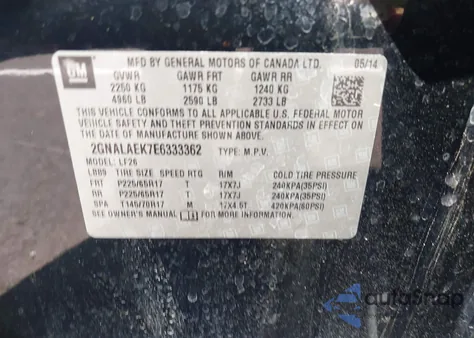 GM
MFD BY GENERAL MOTORS OF CANADA LTD. 05/14
GVWR GAWR FRT GAWR RR
2250 KG 1175 KG 1240 KG
4960 LB 2590 LB 2733 LB
THIS VEHICLE CONFORMS TO ALL APPLICABLE U.S. FEDERAL MOTOR
VEHICLE SAFETY, BUMPER, AND THEFT PREVENTION STANDARDS IN
EFFECT ON THE DATE OF MANUFACTURE SHOWN ABOVE.
2GNALAEK7E6333362 TYPE: M.P.V.
MODEL: LF26
TIRE SIZE SPEED RTG RIM COLD TIRE PRESSURE
FRT P225/65R17 T 17X7J 240KPA(35PSI)
RR P225/65R17 T 17X7J 240KPA(35PSI)
SPA T145/70R17 M 17X4.5T 420KPA(60PSI)
SEE OWNER'S MANUAL FOR MORE INFORMATION.
autoSnap